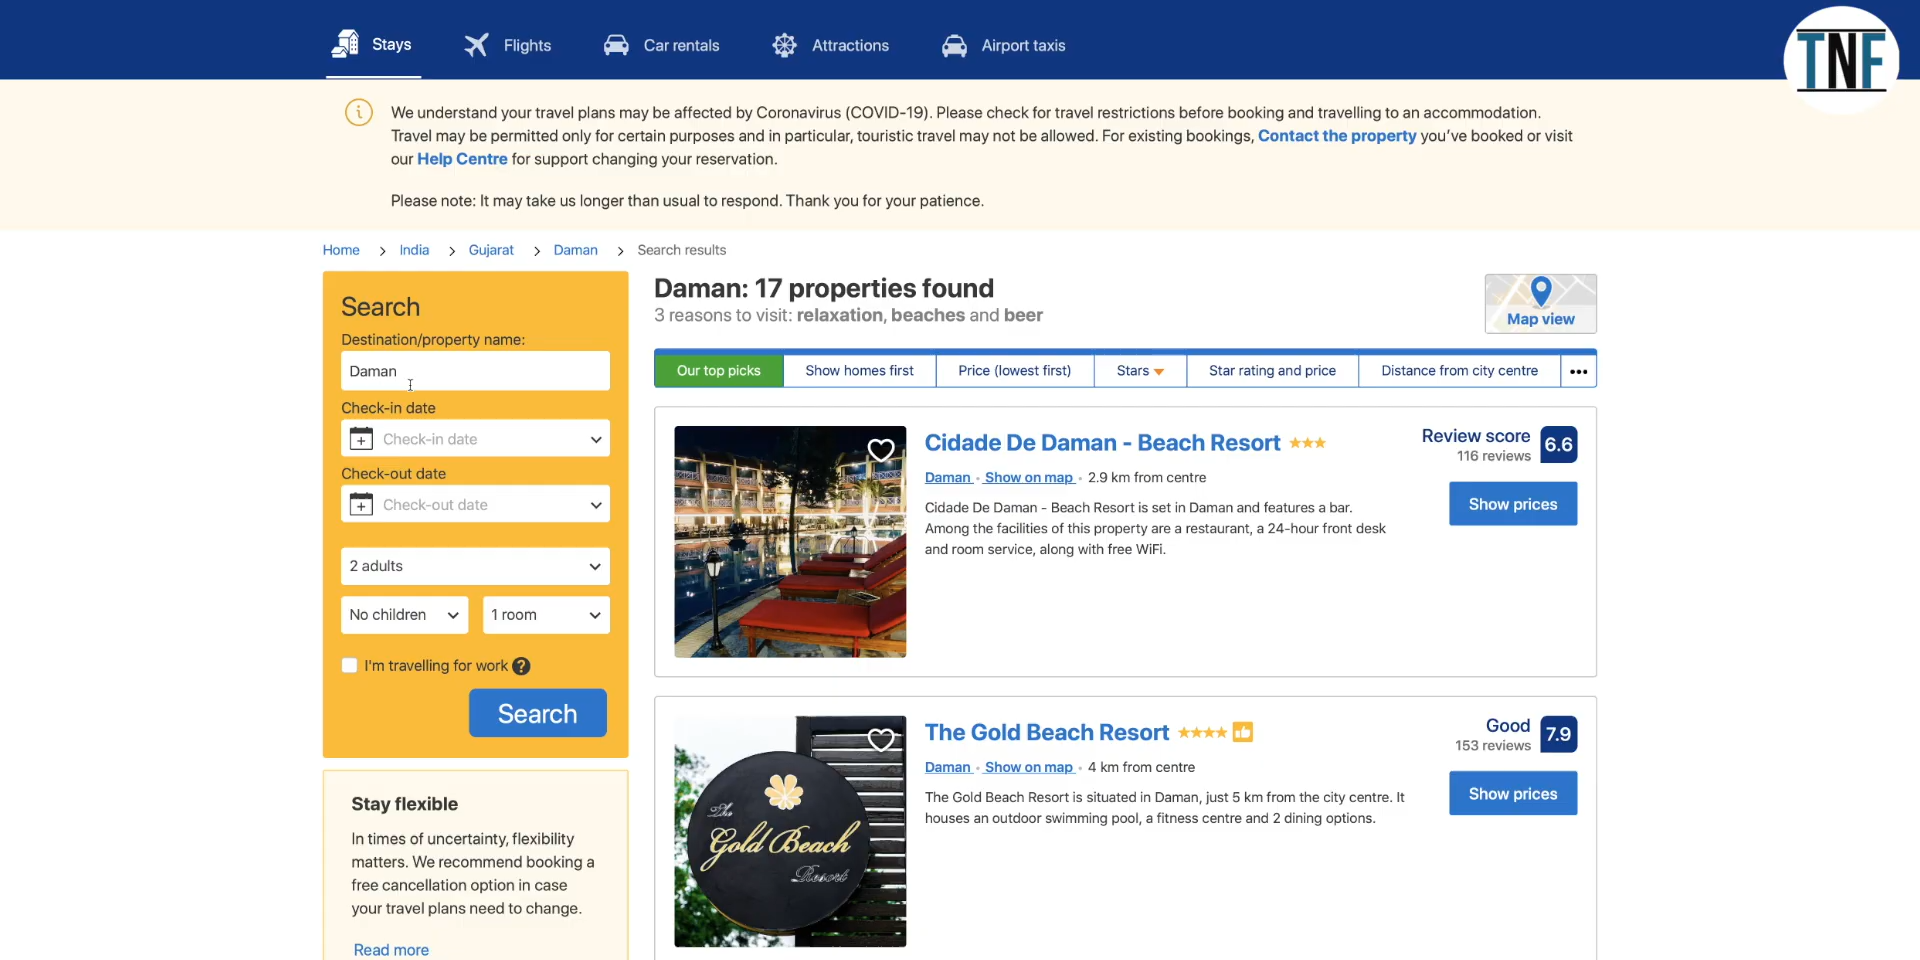 Stays
Flights
Car rentals
Attractions
Airport taxis
TNF
We understand your travel plans may be affected by Coronavirus (COVID-19). Please check for travel restrictions before booking and travelling to an accommodation.
Travel may be permitted only for certain purposes and in particular, touristic travel may not be allowed. For existing bookings, Contact the property you've booked or visit
our Help Centre for support changing your reservation.
Please note: It may take us longer than usual to respond. Thank you for your patience.
Home > India > Gujarat > Daman > Search results
Search
Destination/property name:
Daman
Check-in date
Check-in date
Check-out date
Check-out date
2 adults
No children
1 room
I'm travelling for work ?
Search
Stay flexible
In times of uncertainty, flexibility
matters. We recommend booking a
free cancellation option in case
your travel plans need to change.
Read more
Daman: 17 properties found
3 reasons to visit: relaxation, beaches and beer
Map view
Our top picks
Show homes first
Price (lowest first)
Stars
Star rating and price
Distance from city centre
•••
Cidade De Daman - Beach Resort
Daman • Show on map • 2.9 km from centre
Cidade De Daman - Beach Resort is set in Daman and features a bar.
Among the facilities of this property are a restaurant, a 24-hour front desk
and room service, along with free WiFi.
Review score 6.6
116 reviews
Show prices
The Gold Beach Resort
Daman • Show on map • 4 km from centre
The Gold Beach Resort is situated in Daman, just 5 km from the city centre. It
houses an outdoor swimming pool, a fitness centre and 2 dining options.
Good 7.9
153 reviews
Show prices
The
Gold Beach
Resort